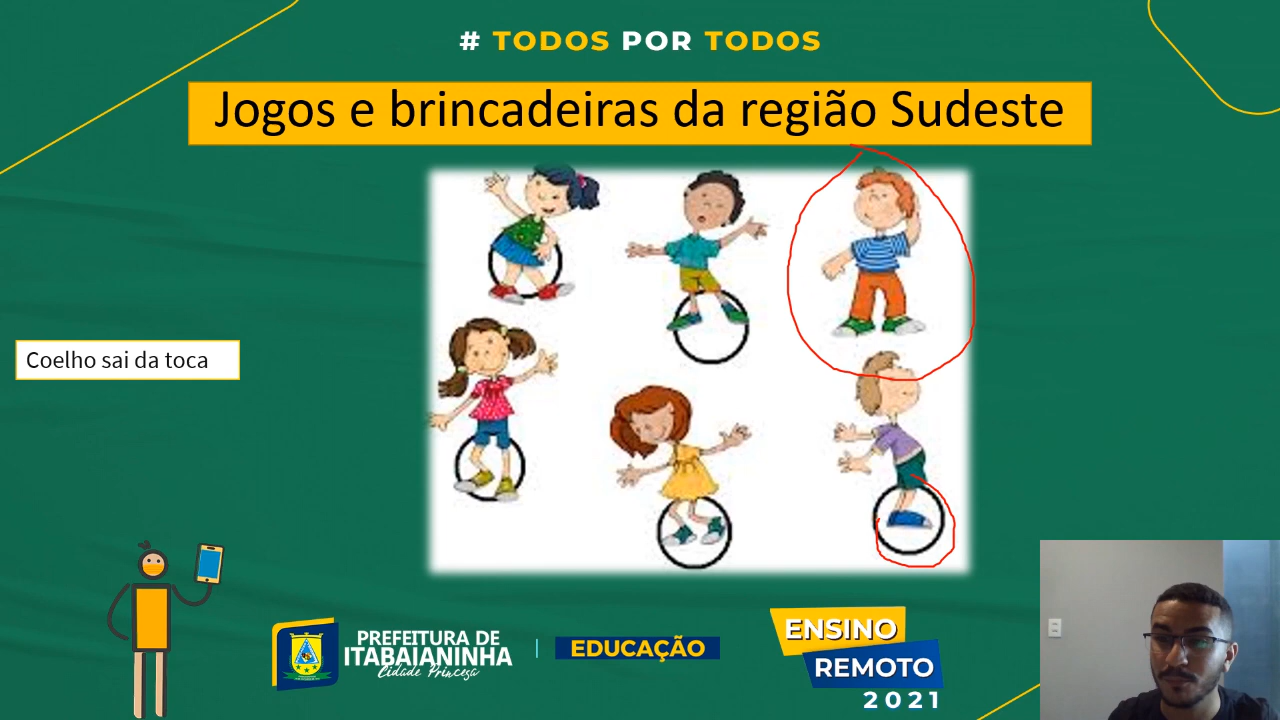 # TODOS POR TODOS
Jogos e brincadeiras da região Sudeste
Coelho sai da toca
PREFEITURA DE
ITABAIANINHA
Cidade Princesa
EDUCAÇÃO
ENSINO
REMOTO
2021